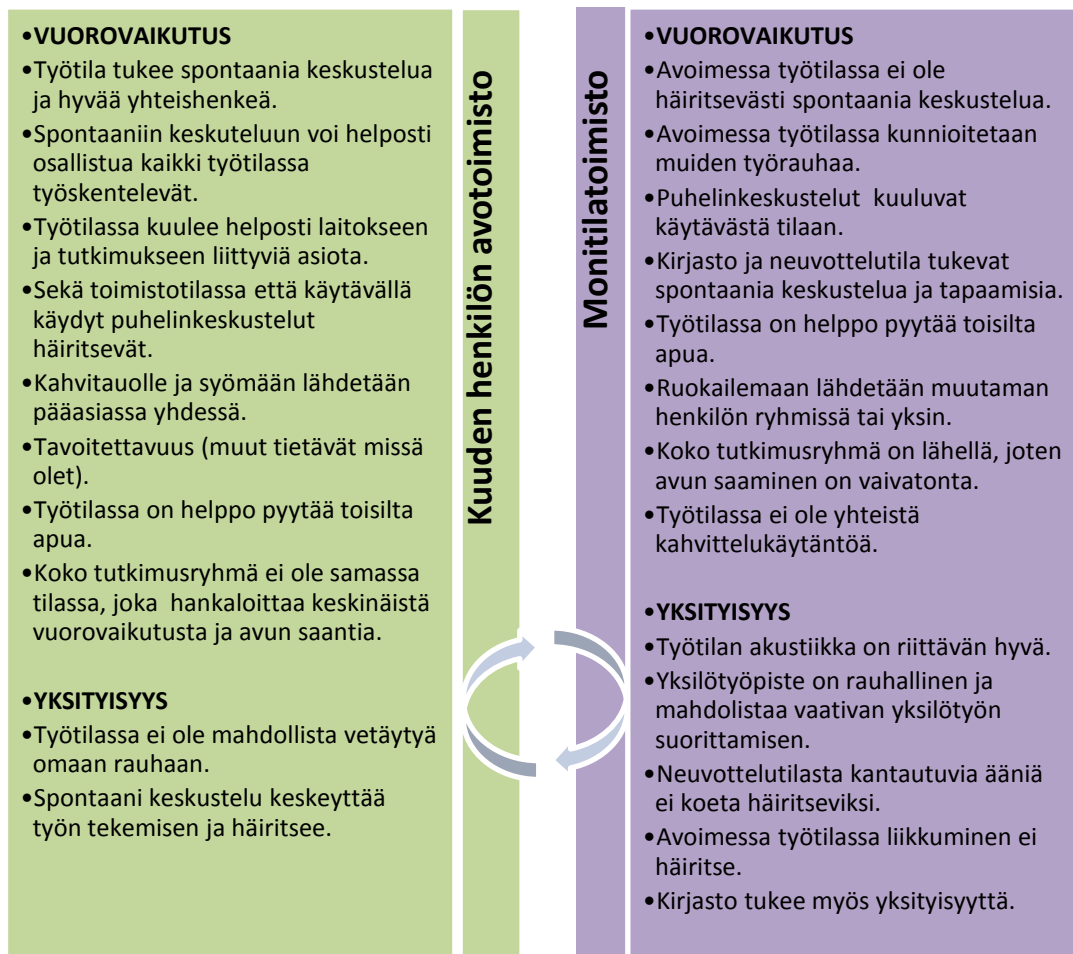 •VUOROVAIKUTUS
•Työtila tukee spontaania keskustelua
ja hyvää yhteishenkeä.
•Spontaaniin keskuteluun voi helposti
osallistua kaikki työtilassa
työskentelevät.
•Työtilassa kuulee helposti laitokseen
ja tutkimukseen liittyviä asiota.
•Sekä toimistotilassa että käytävällä
käydyt puhelinkeskustelut
häiritsevät.
•Kahvitauolle ja syömään lähdetään
pääasiassa yhdessä.
•Tavoitettavuus (muut tietävät missä
olet).
•Työtilassa on helppo pyytää toisilta
apua.
•Koko tutkimusryhmä ei ole samassa
tilassa, joka hankaloittaa keskinäistä
vuorovaikutusta ja avun saantia.
•YKSITYISYYS
•Työtilassa ei ole mahdollista vetäytyä
omaan rauhaan.
•Spontaani keskustelu keskeyttää
työn tekemisen ja häiritsee.
Kuuden henkilön avotoimisto
Monitilatoimisto
•VUOROVAIKUTUS
•Avoimessa työtilassa ei ole
häiritsevästi spontaania keskustelua.
•Avoimessa työtilassa kunnioitetaan
muiden työrauhaa.
•Puhelinkeskustelut kuuluvat
käytävästä tilaan.
•Kirjasto ja neuvottelutila tukevat
spontaania keskustelua ja tapaamisia.
•Työtilassa on helppo pyytää toisilta
apua.
•Ruokailemaan lähdetään muutaman
henkilön ryhmissä tai yksin.
•Koko tutkimusryhmä on lähellä, joten
avun saaminen on vaivatonta.
•Työtilassa ei ole yhteistä
kahvittelukäytäntöä.
•YKSITYISYYS
•Työtilan akustiikka on riittävän hyvä.
•Yksilötyöpiste on rauhallinen ja
mahdolistaa vaativan yksilötyön
suorittamisen.
•Neuvottelutilasta kantautuvia ääniä
ei koeta häiritseviksi.
•Avoimessa työtilassa liikkuminen ei
häiritse.
•Kirjasto tukee myös yksityisyyttä.